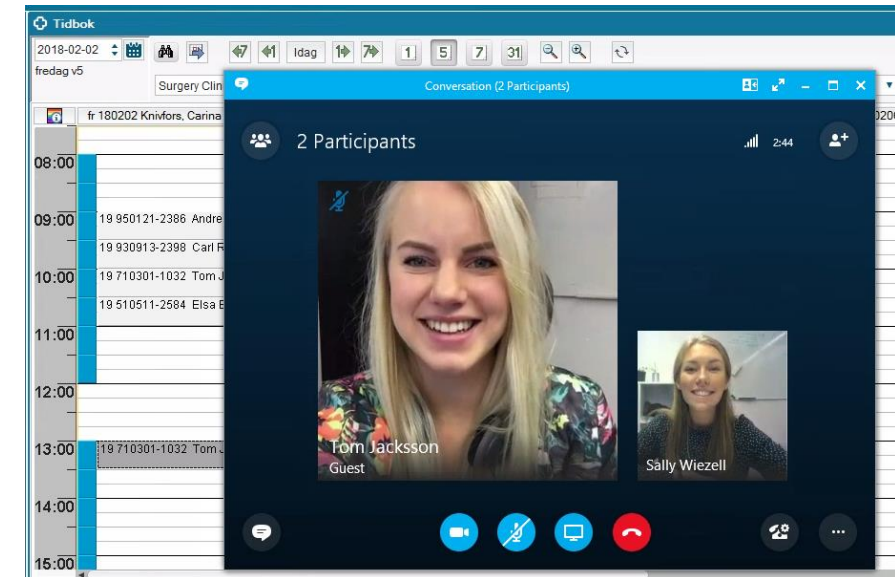 Tidbok
2018-02-02
Idag 1 5 7 31
fredag v5
Surgery Clin
Conversation (2 Participants)
fr 180202 Knivfors, Carina
2 Participants
2:44
08:00
09:00
19 950121-2386 Andre
19 930913-2398 Carl R
10:00
19 710301-1032 Tom J
19 510511-2584 Elsa E
11:00
12:00
13:00
19 710301-1032 Tom J
Tom Jacksson
Guest
Sally Wiezell
14:00
15:00